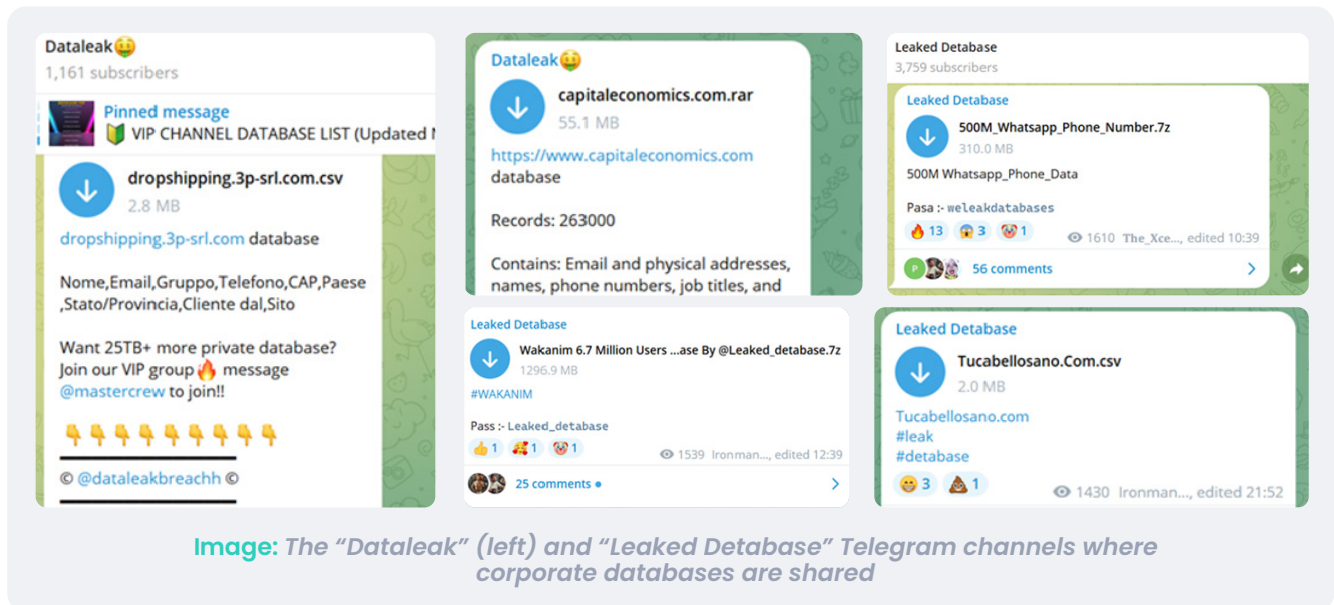 Dataleak🤑
1,161 subscribers
Pinned message
🔰 VIP CHANNEL DATABASE LIST (Updated
dropshipping.3p-srl.com.csv
2.8 MB
dropshipping.3p-srl.com database
Nome,Email,Gruppo,Telefono,CAP,Paese
,Stato/Provincia,Cliente dal,Sito
Want 25TB+ more private database?
Join our VIP group🔥 message
@mastercrew to join!!
👇👇👇👇👇👇👇👇👇
© @dataleakbreachh ©
Dataleak🤑
capitaleconomics.com.rar
55.1 MB
https://www.capitaleconomics.com
database
Records: 263000
Contains: Email and physical addresses,
names, phone numbers, job titles, and
Leaked Database
3,759 subscribers
Leaked Database
500M_Whatsapp_Phone_Number.7z
310.0 MB
500M Whatsapp_Phone_Data
Pasa :- weleakdatabases
🔥 13 😱 3 🤡 1
1610 The_Xce..., edited 10:39
P
56 comments
Leaked Database
Wakanim 6.7 Million Users ...ase By @Leaked_detabase.7z
1296.9 MB
#WAKANIM
Pass :- Leaked_detabase
👍 1 🥰 1 🤡 1
1539 Ironman..., edited 12:39
25 comments
Leaked Database
Tucabellosano.Com.csv
2.0 MB
Tucabellosano.com
#leak
#detabase
😁 3 💩 1
1430 Ironman..., edited 21:52
Image: The “Dataleak” (left) and “Leaked Detabase” Telegram channels where
corporate databases are shared